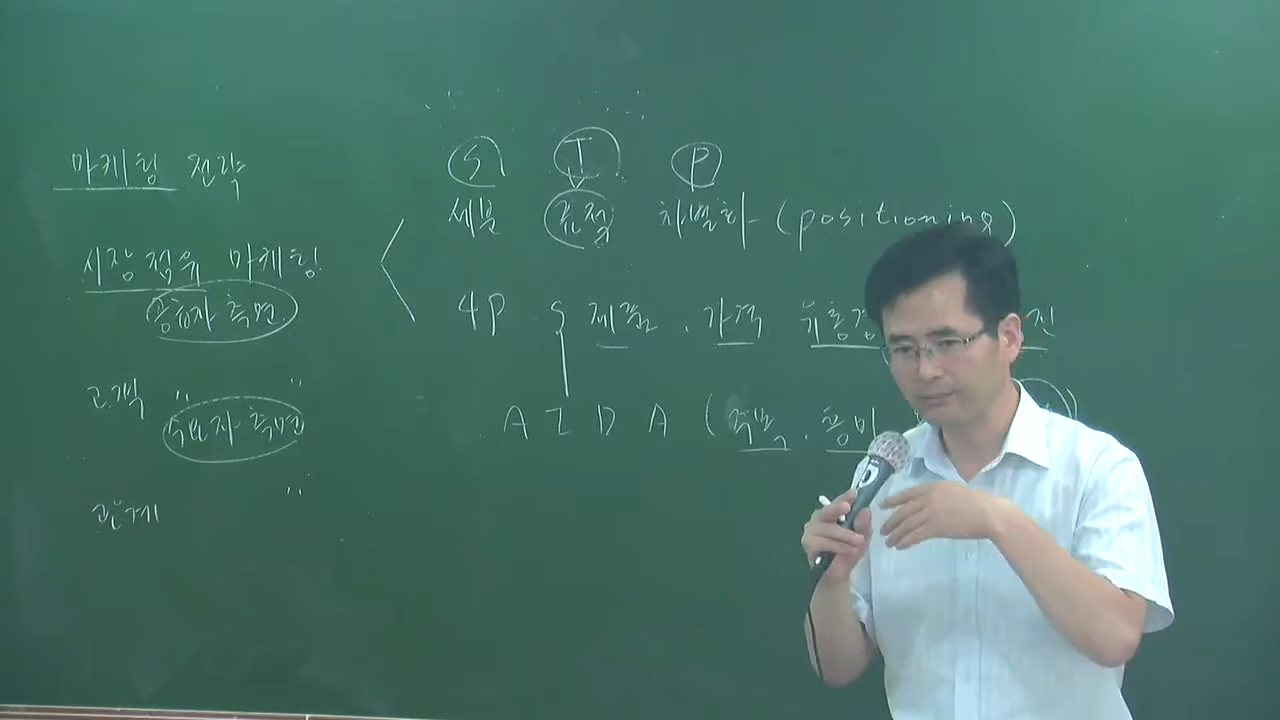 마케팅 전략
시장점유 마케팅
공급자 측면
고객 〃 〃
수요자 측면
관계 〃
S T P
세분 표적 차별화 (positioning)
4P 제품, 가격 유통경 진
A I D A ( 주목, 흥미